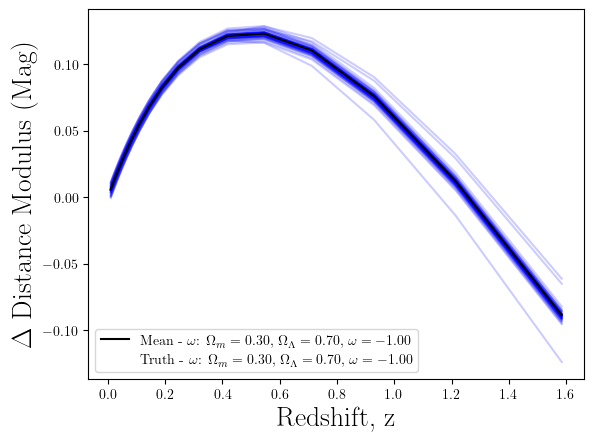 Δ Distance Modulus (Mag)
0.10
0.05
0.00
−0.05
−0.10
Mean - ω: Ωₘ = 0.30, Ω_Λ = 0.70, ω = −1.00
Truth - ω: Ωₘ = 0.30, Ω_Λ = 0.70, ω = −1.00
0.0 0.2 0.4 0.6 0.8 1.0 1.2 1.4 1.6
Redshift, z